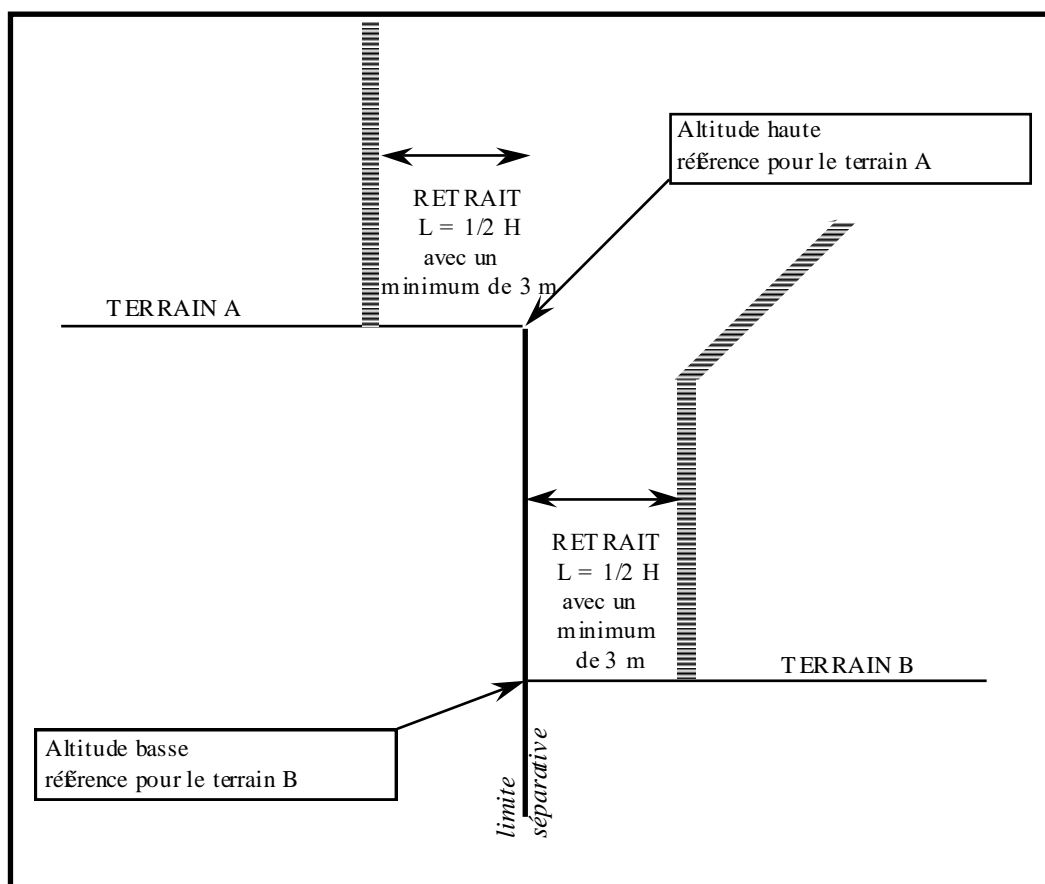 Altitude haute
référence pour le terrain A
RETRAIT
L = 1/2 H
avec un
minimum de 3 m
TERRAIN A
RETRAIT
L = 1/2 H
avec un
minimum
de 3 m
TERRAIN B
Altitude basse
référence pour le terrain B
limite
séparative